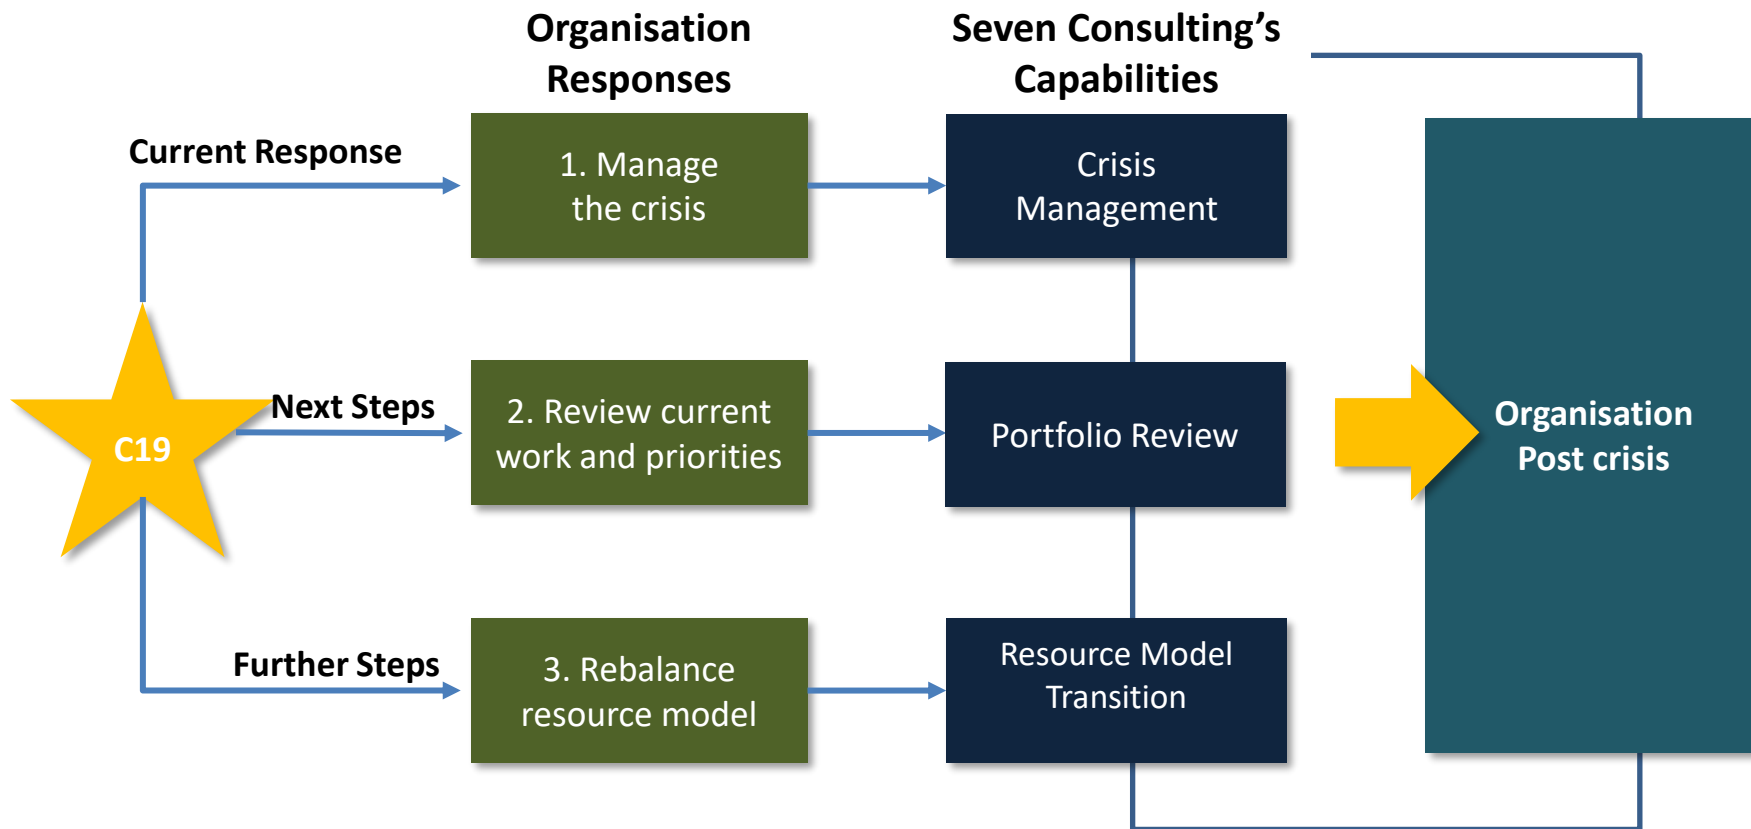 Organisation
Responses
Seven Consulting’s
Capabilities
Current Response
1. Manage
the crisis
Crisis
Management
C19
Next Steps
2. Review current
work and priorities
Portfolio Review
Organisation
Post crisis
Further Steps
3. Rebalance
resource model
Resource Model
Transition